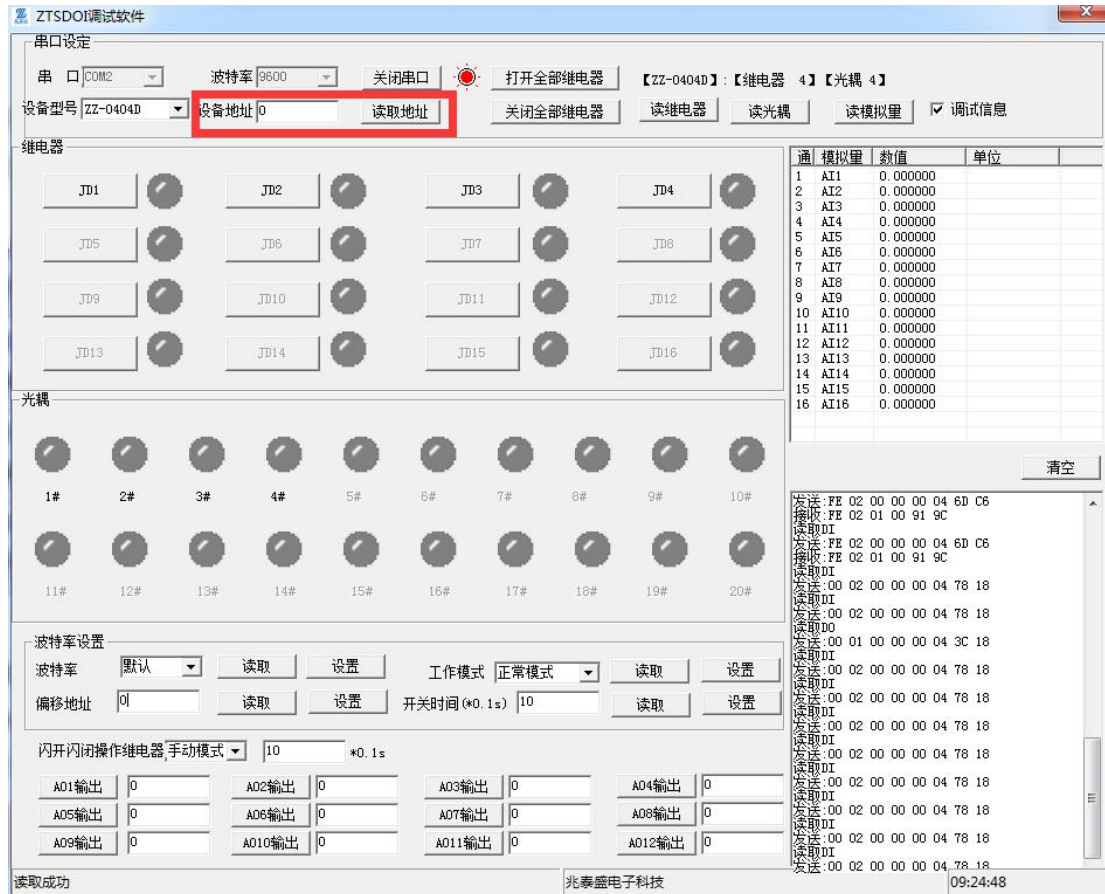 ZTSDOI调试软件
串口设定
串 口 COM2 波特率 9600 关闭串口 打开全部继电器 【ZZ-0404D】:【继电器 4】【光耦 4】
设备型号 ZZ-0404D 设备地址 0 读取地址 关闭全部继电器 读继电器 读光耦 读模拟量 调试信息
继电器
JD1 JD2 JD3 JD4
JD5 JD6 JD7 JD8
JD9 JD10 JD11 JD12
JD13 JD14 JD15 JD16
通 模拟量 数值 单位
1 AI1 0.000000
2 AI2 0.000000
3 AI3 0.000000
4 AI4 0.000000
5 AI5 0.000000
6 AI6 0.000000
7 AI7 0.000000
8 AI8 0.000000
9 AI9 0.000000
10 AI10 0.000000
11 AI11 0.000000
12 AI12 0.000000
13 AI13 0.000000
14 AI14 0.000000
15 AI15 0.000000
16 AI16 0.000000
光耦
1# 2# 3# 4# 5# 6# 7# 8# 9# 10#
11# 12# 13# 14# 15# 16# 17# 18# 19# 20#
清空
发送:FE 02 00 00 00 04 6D C6
接收:FE 02 01 00 91 9C
读取DI
发送:FE 02 00 00 00 04 6D C6
接收:FE 02 01 00 91 9C
读取DI
发送:00 02 00 00 00 04 78 18
读取DI
发送:00 02 00 00 00 04 78 18
读取DO
发送:00 01 00 00 00 04 3C 18
读取DI
发送:00 02 00 00 00 04 78 18
读取DI
发送:00 02 00 00 00 04 78 18
读取DI
发送:00 02 00 00 00 04 78 18
读取DI
发送:00 02 00 00 00 04 78 18
读取DI
发送:00 02 00 00 00 04 78 18
读取DI
发送:00 02 00 00 00 04 78 18
读取DI
发送:00 02 00 00 00 04 78 18
读取DI
发送:00 02 00 00 00 04 78 18
波特率设置
波特率 默认 读取 设置 工作模式 正常模式 读取 设置
偏移地址 0 读取 设置 开关时间(*0.1s) 10 读取 设置
闪开闪闭操作继电器 手动模式 10 *0.1s
AO1输出 0 AO2输出 0 AO3输出 0 AO4输出 0
AO5输出 0 AO6输出 0 AO7输出 0 AO8输出 0
AO9输出 0 AO10输出 0 AO11输出 0 AO12输出 0
读取成功 兆泰盛电子科技 09:24:48